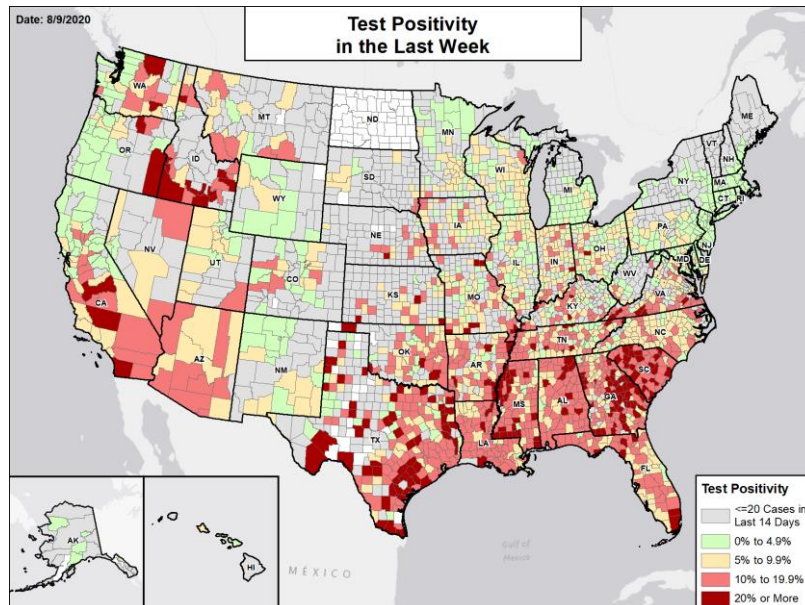 Date: 8/9/2020
Test Positivity
in the Last Week
WA
MT
ND
MN
ME
OR
ID
SD
WI
VT
NH
NY
MA
CT
RI
WY
MI
IA
PA
NJ
NE
OH
MD
DE
NV
UT
IL
IN
WV
CO
VA
CA
KS
MO
KY
NC
TN
AZ
NM
OK
AR
SC
MS
AL
GA
TX
LA
FL
AK
HI
MÉXICO
Gulf of
Mexico
Test Positivity
<=20 Cases in
Last 14 Days
0% to 4.9%
5% to 9.9%
10% to 19.9%
20% or More